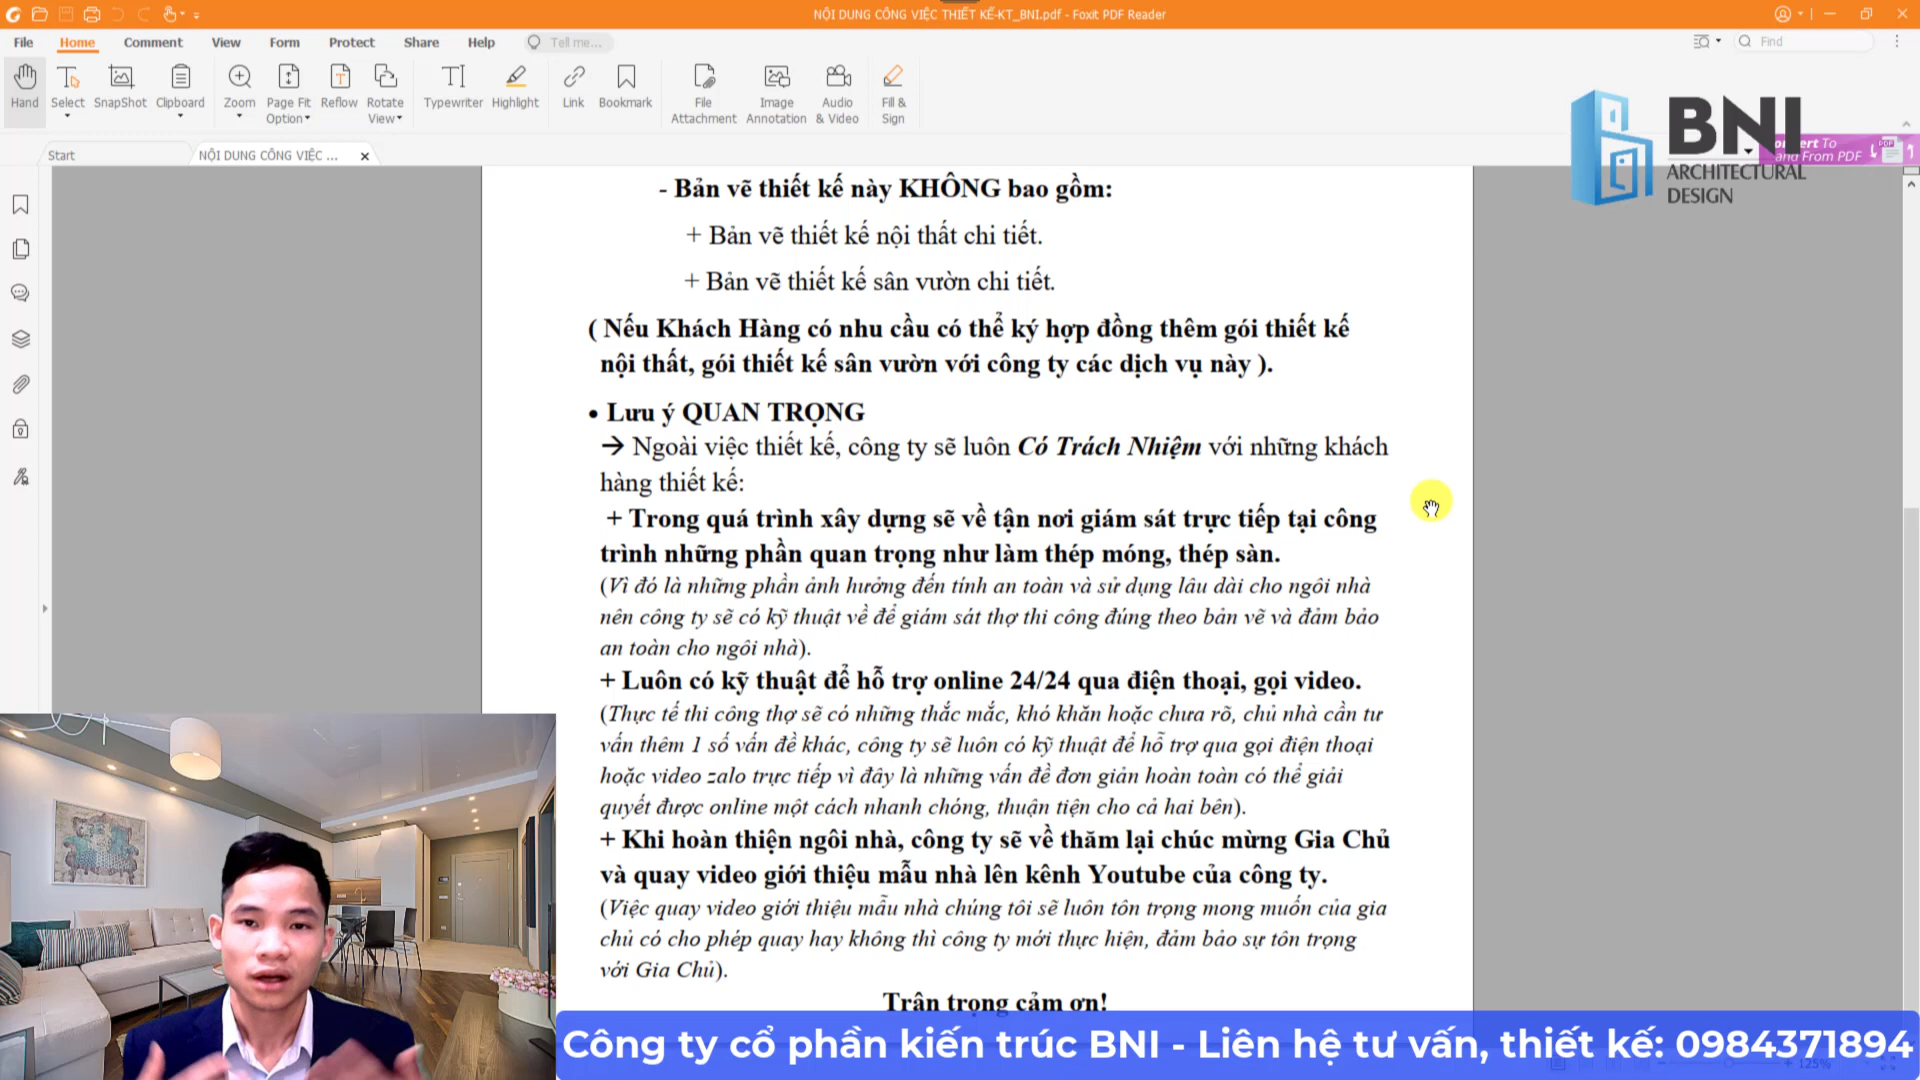 NỘI DUNG CÔNG VIỆC THIẾT KẾ-KT_BNI.pdf - Foxit PDF Reader
File Home Comment View Form Protect Share Help Tell me... Find
Hand Select SnapShot Clipboard Zoom Page Fit Option Reflow Rotate View Typewriter Highlight Link Bookmark File Attachment Image Annotation Audio & Video Fill & Sign
BNI
ARCHITECTURAL
DESIGN
To
and From PDF
Start
NỘI DUNG CÔNG VIỆC ...
- Bản vẽ thiết kế này KHÔNG bao gồm:
+ Bản vẽ thiết kế nội thất chi tiết.
+ Bản vẽ thiết kế sân vườn chi tiết.
( Nếu Khách Hàng có nhu cầu có thể ký hợp đồng thêm gói thiết kế
nội thất, gói thiết kế sân vườn với công ty các dịch vụ này ).
• Lưu ý QUAN TRỌNG
→ Ngoài việc thiết kế, công ty sẽ luôn Có Trách Nhiệm với những khách
hàng thiết kế:
+ Trong quá trình xây dựng sẽ về tận nơi giám sát trực tiếp tại công
trình những phần quan trọng như làm thép móng, thép sàn.
(Vì đó là những phần ảnh hưởng đến tính an toàn và sử dụng lâu dài cho ngôi nhà
nên công ty sẽ có kỹ thuật về để giám sát thợ thi công đúng theo bản vẽ và đảm bảo
an toàn cho ngôi nhà).
+ Luôn có kỹ thuật để hỗ trợ online 24/24 qua điện thoại, gọi video.
(Thực tế thi công thợ sẽ có những thắc mắc, khó khăn hoặc chưa rõ, chủ nhà cần tư
vấn thêm 1 số vấn đề khác, công ty sẽ luôn có kỹ thuật để hỗ trợ qua gọi điện thoại
hoặc video zalo trực tiếp vì đây là những vấn đề đơn giản hoàn toàn có thể giải
quyết được online một cách nhanh chóng, thuận tiện cho cả hai bên).
+ Khi hoàn thiện ngôi nhà, công ty sẽ về thăm lại chúc mừng Gia Chủ
và quay video giới thiệu mẫu nhà lên kênh Youtube của công ty.
(Việc quay video giới thiệu mẫu nhà chúng tôi sẽ luôn tôn trọng mong muốn của gia
chủ có cho phép quay hay không thì công ty mới thực hiện, đảm bảo sự tôn trọng
với Gia Chủ).
Trân trọng cảm ơn!
Công ty cổ phần kiến trúc BNI - Liên hệ tư vấn, thiết kế: 0984371894
125%